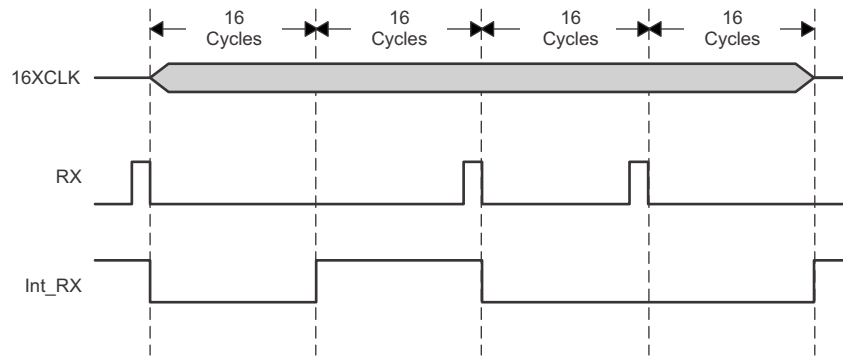 16 16 16 16
Cycles Cycles Cycles Cycles
16XCLK
RX
Int_RX